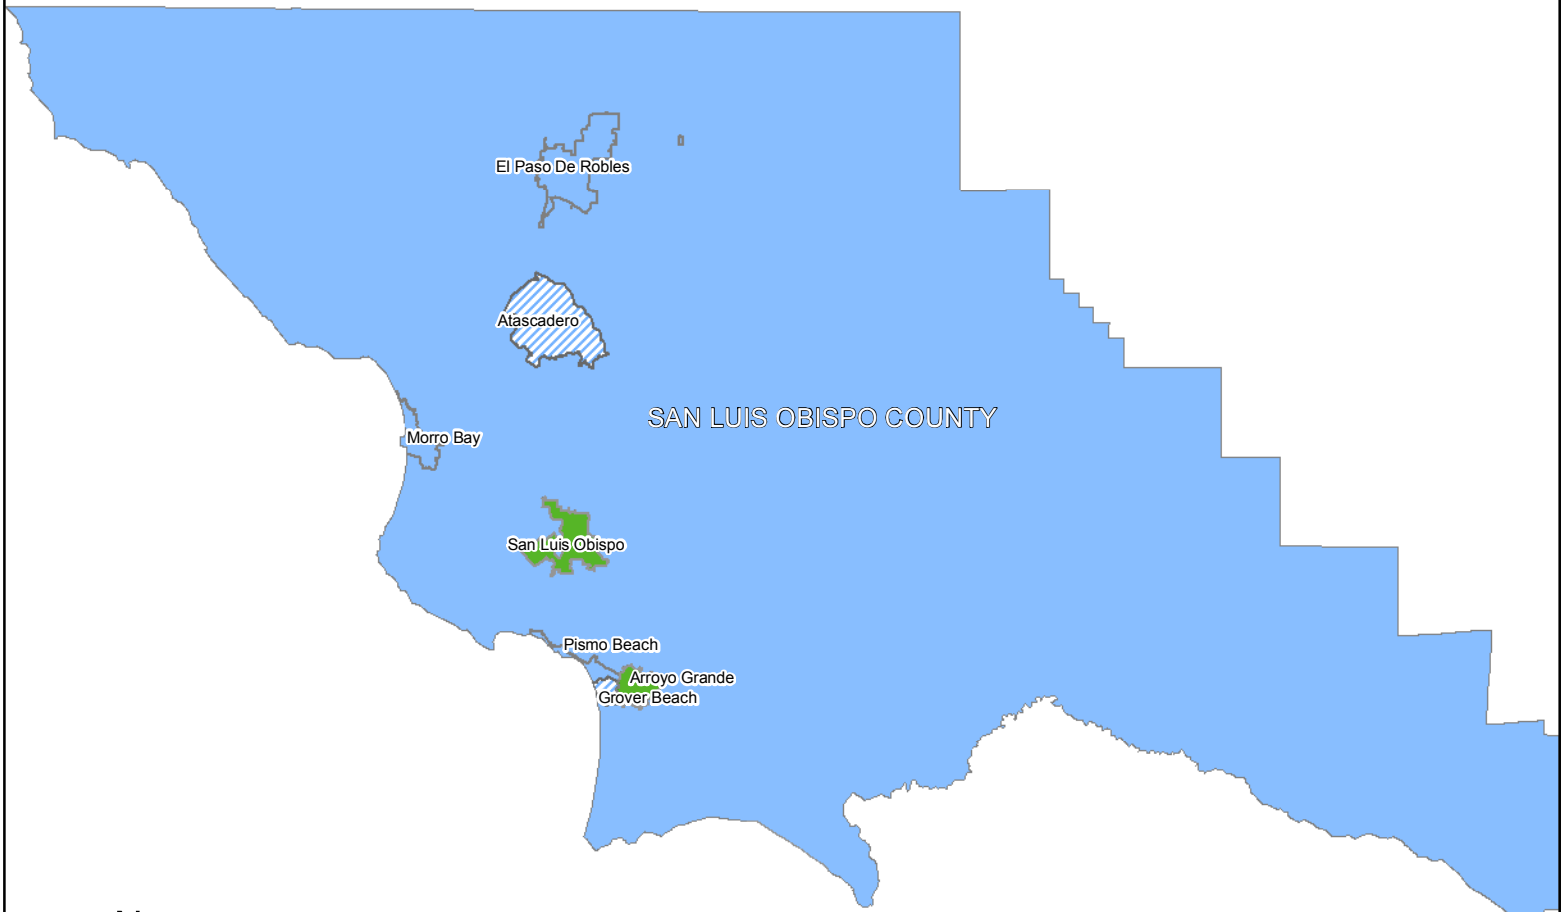 El Paso De Robles
Atascadero
SAN LUIS OBISPO COUNTY
Morro Bay
San Luis Obispo
Pismo Beach
Arroyo Grande
Grover Beach